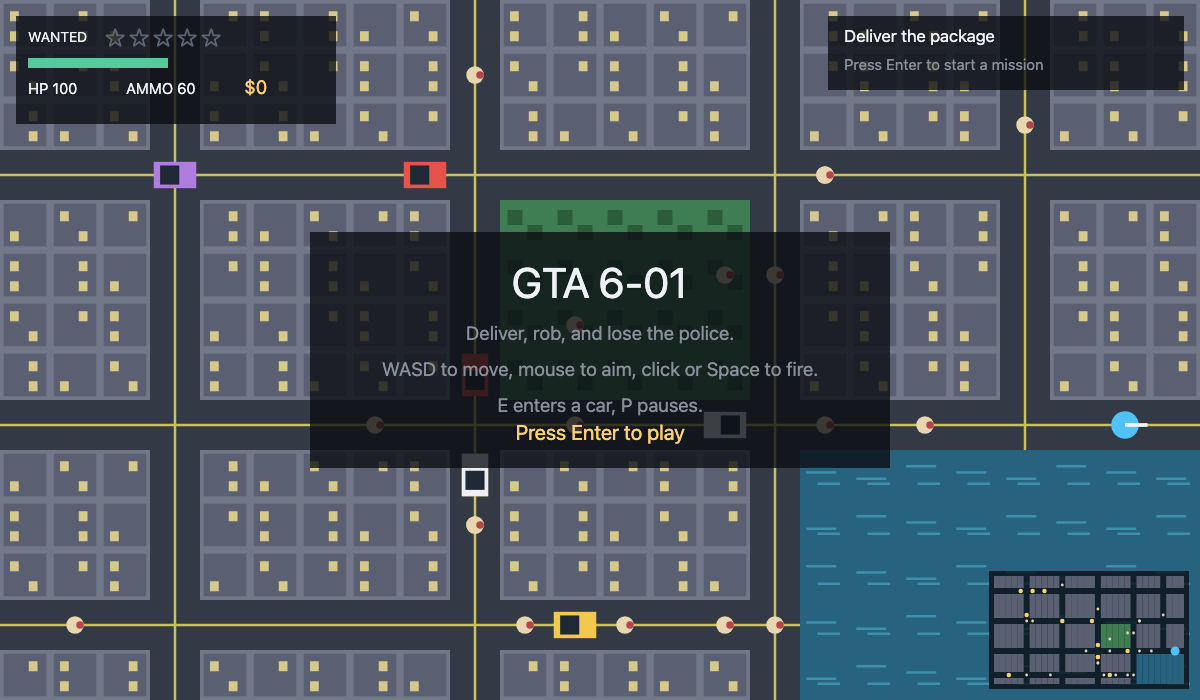 WANTED
HP 100 AMMO 60 $0
Deliver the package
Press Enter to start a mission
GTA 6-01
Deliver, rob, and lose the police.
WASD to move, mouse to aim, click or Space to fire.
E enters a car, P pauses.
Press Enter to play